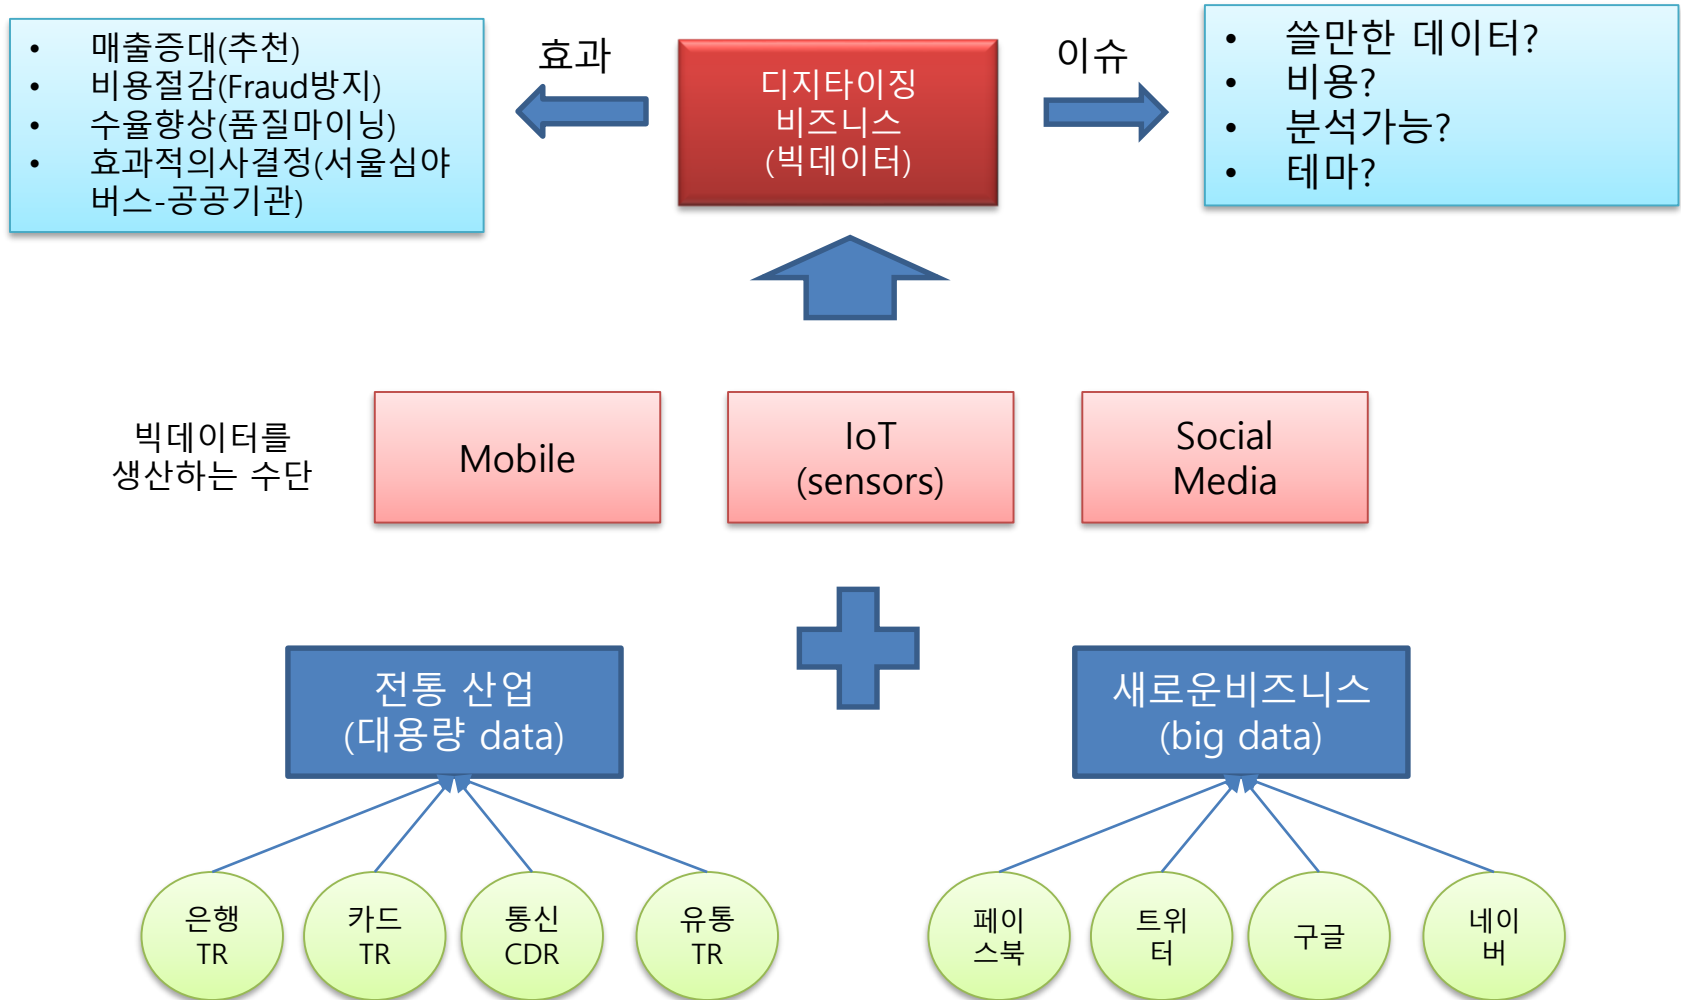 • 매출증대(추천)
• 비용절감(Fraud방지)
• 수율향상(품질마이닝)
• 효과적의사결정(서울심야
버스-공공기관)
효과
디지타이징
비즈니스
(빅데이터)
이슈
• 쓸만한 데이터?
• 비용?
• 분석가능?
• 테마?
빅데이터를
생산하는 수단
Mobile
IoT
(sensors)
Social
Media
전통 산업
(대용량 data)
새로운비즈니스
(big data)
은행
TR
카드
TR
통신
CDR
유통
TR
페이
스북
트위
터
구글
네이
버